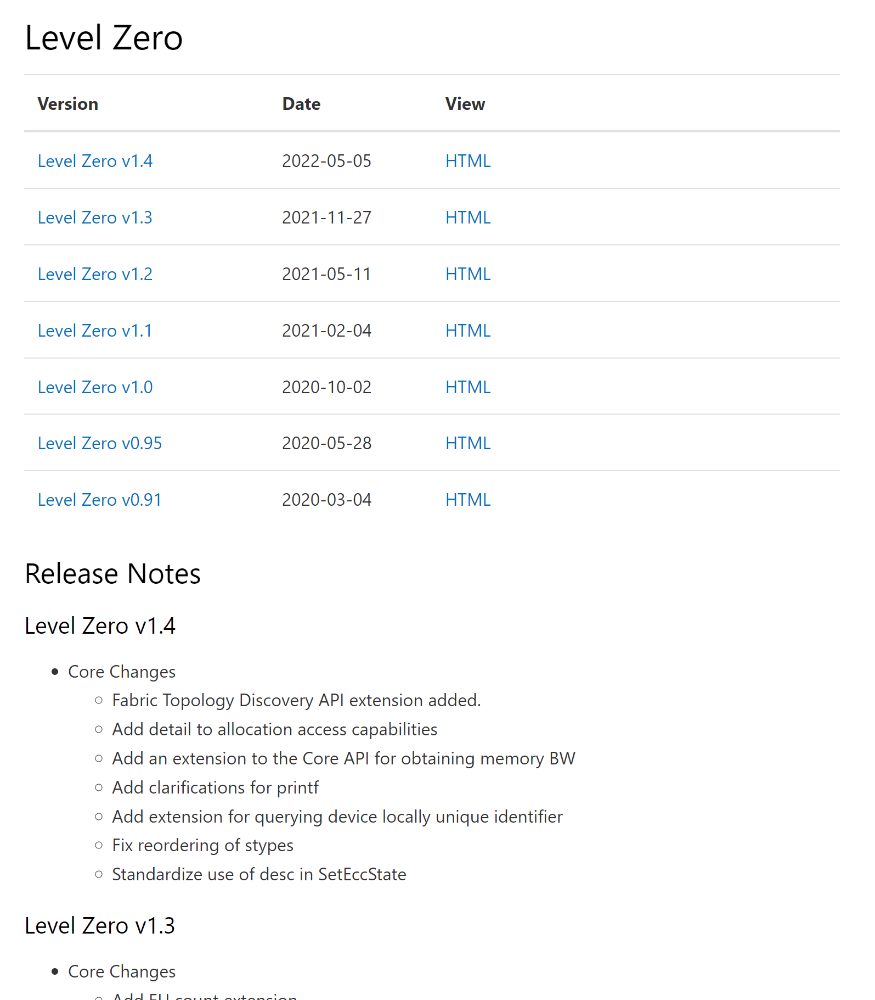 Level Zero
Version Date View
Level Zero v1.4 2022-05-05 HTML
Level Zero v1.3 2021-11-27 HTML
Level Zero v1.2 2021-05-11 HTML
Level Zero v1.1 2021-02-04 HTML
Level Zero v1.0 2020-10-02 HTML
Level Zero v0.95 2020-05-28 HTML
Level Zero v0.91 2020-03-04 HTML
Release Notes
Level Zero v1.4
• Core Changes
○ Fabric Topology Discovery API extension added.
○ Add detail to allocation access capabilities
○ Add an extension to the Core API for obtaining memory BW
○ Add clarifications for printf
○ Add extension for querying device locally unique identifier
○ Fix reordering of stypes
○ Standardize use of desc in SetEccState
Level Zero v1.3
• Core Changes
○ Add EU count extension